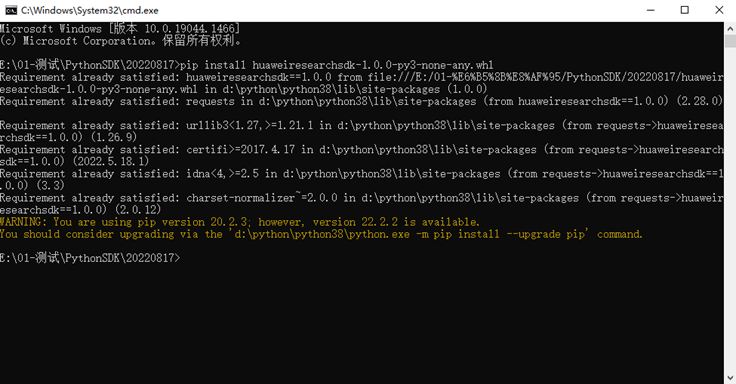 C:\Windows\System32\cmd.exe
Microsoft Windows [版本 10.0.19044.1466]
(c) Microsoft Corporation。保留所有权利。
E:\01-测试\PythonSDK\20220817>pip install huaweiresearchsdk-1.0.0-py3-none-any.whl
Requirement already satisfied: huaweiresearchsdk==1.0.0 from file:///E:/01-%E6%B5%8B%E8%AF%95/PythonSDK/20220817/huaweir
esearchsdk-1.0.0-py3-none-any.whl in d:\python\python38\lib\site-packages (1.0.0)
Requirement already satisfied: requests in d:\python\python38\lib\site-packages (from huaweiresearchsdk==1.0.0) (2.28.0)
Requirement already satisfied: urllib3<1.27,>=1.21.1 in d:\python\python38\lib\site-packages (from requests->huaweiresea
rchsdk==1.0.0) (1.26.9)
Requirement already satisfied: certifi>=2017.4.17 in d:\python\python38\lib\site-packages (from requests->huaweiresearch
sdk==1.0.0) (2022.5.18.1)
Requirement already satisfied: idna<4,>=2.5 in d:\python\python38\lib\site-packages (from requests->huaweiresearchsdk==1
.0.0) (3.3)
Requirement already satisfied: charset-normalizer~=2.0.0 in d:\python\python38\lib\site-packages (from requests->huaweir
esearchsdk==1.0.0) (2.0.12)
WARNING: You are using pip version 20.2.3; however, version 22.2.2 is available.
You should consider upgrading via the 'd:\python\python38\python.exe -m pip install --upgrade pip' command.
E:\01-测试\PythonSDK\20220817>